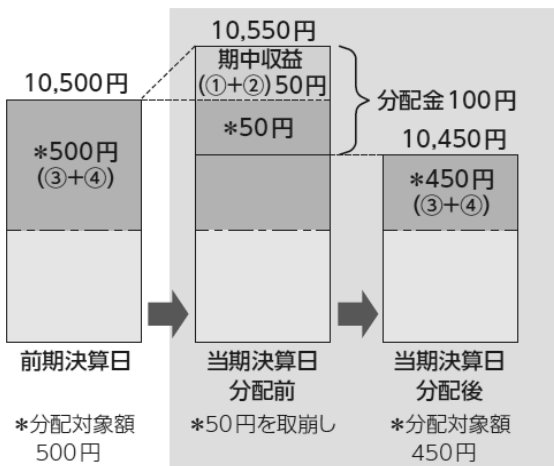 10,500円
*500円
(③+④)
前期決算日
*分配対象額
500円
10,550円
期中収益
(①+②)50円
*50円
分配金100円
当期決算日
分配前
*50円を取崩し
10,450円
*450円
(③+④)
当期決算日
分配後
*分配対象額
450円